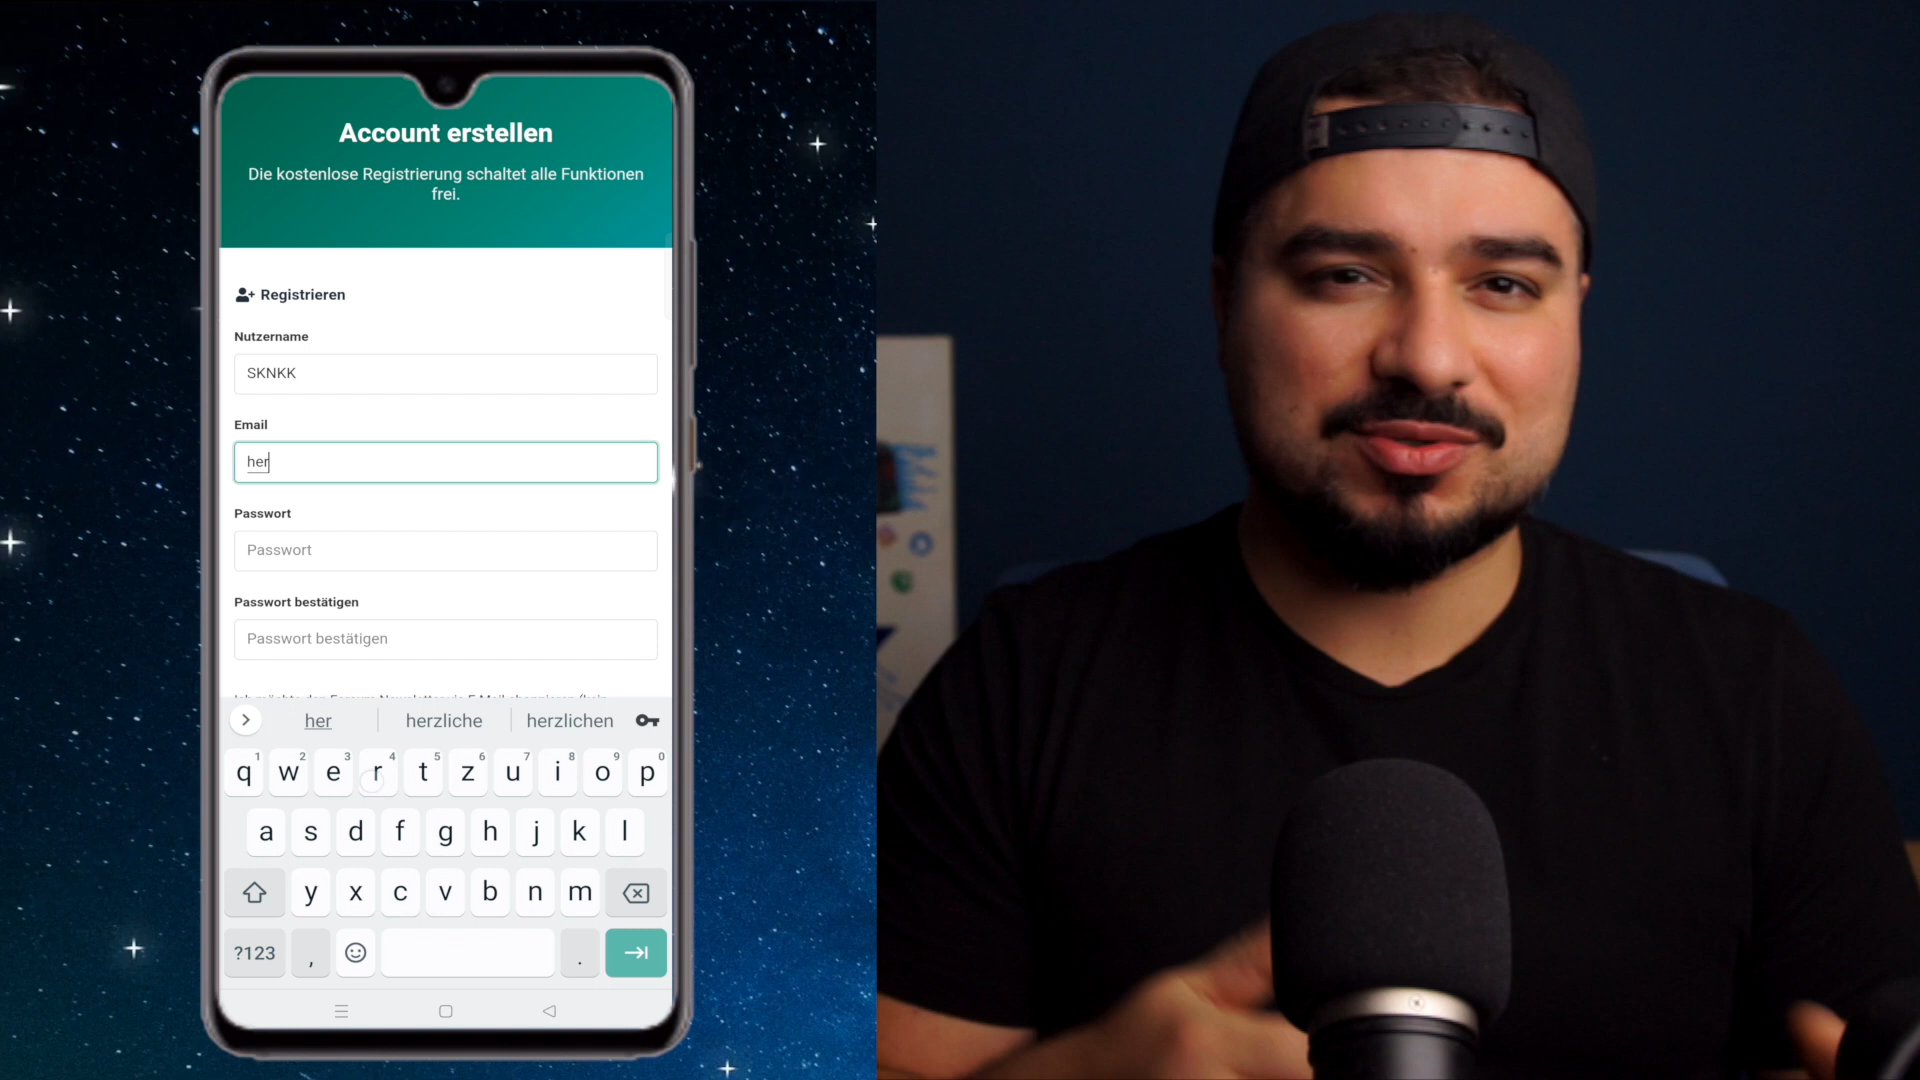 Account erstellen
Die kostenlose Registrierung schaltet alle Funktionen
frei.
Registrieren
Nutzername
SKNKK
Email
her
Passwort
Passwort
Passwort bestätigen
Passwort bestätigen
her herzliche herzlichen
1 2 3 4 5 6 7 8 9 0
q w e r t z u i o p
a s d f g h j k l
y x c v b n m
?123 , .